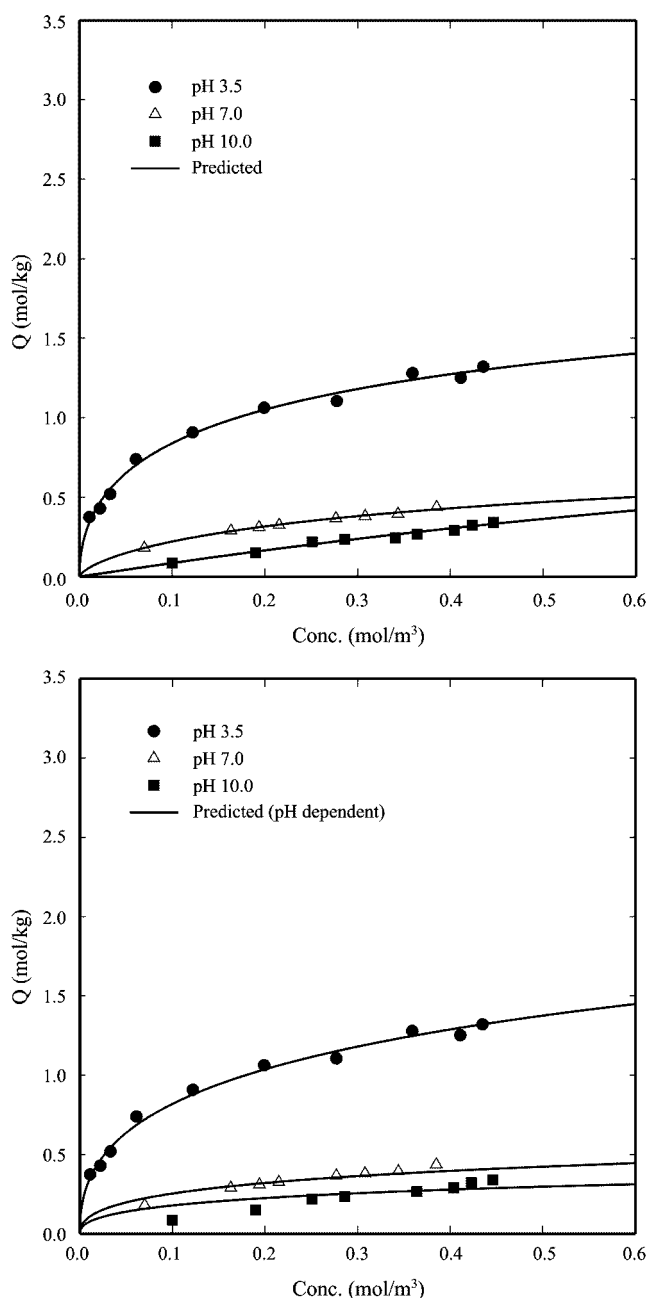 3.5
3.0
2.5
2.0
1.5
1.0
0.5
0.0
Q (mol/kg)
pH 3.5
pH 7.0
pH 10.0
Predicted
0.0 0.1 0.2 0.3 0.4 0.5 0.6
Conc. (mol/m³)
3.5
3.0
2.5
2.0
1.5
1.0
0.5
0.0
Q (mol/kg)
pH 3.5
pH 7.0
pH 10.0
Predicted (pH dependent)
0.0 0.1 0.2 0.3 0.4 0.5 0.6
Conc. (mol/m³)